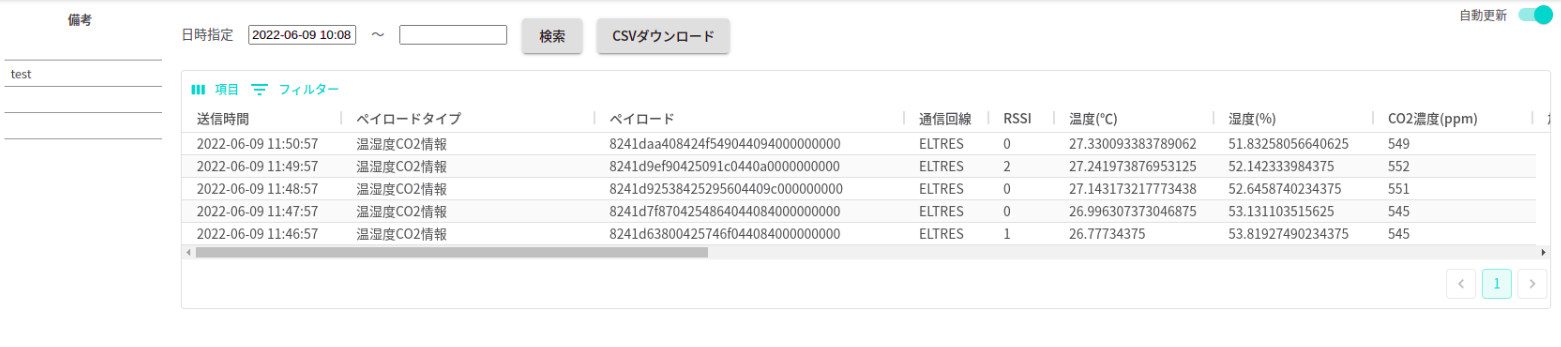 備考
test
日時指定 2022-06-09 10:08 ～ 検索 CSVダウンロード
自動更新
項目 フィルター
送信時間 ペイロードタイプ ペイロード 通信回線 RSSI 温度(℃) 湿度(%) CO2濃度(ppm)
2022-06-09 11:50:57 温湿度CO2情報 8241daa408424f549044094000000000 ELTRES 0 27.330093383789062 51.83258056640625 549
2022-06-09 11:49:57 温湿度CO2情報 8241d9ef90425091c0440a0000000000 ELTRES 2 27.241973876953125 52.142333984375 552
2022-06-09 11:48:57 温湿度CO2情報 8241d92538425295604409c000000000 ELTRES 0 27.143173217773438 52.6458740234375 551
2022-06-09 11:47:57 温湿度CO2情報 8241d7f8704254864044084000000000 ELTRES 0 26.996307373046875 53.131103515625 545
2022-06-09 11:46:57 温湿度CO2情報 8241d63800425746f044084000000000 ELTRES 1 26.77734375 53.81927490234375 545
1